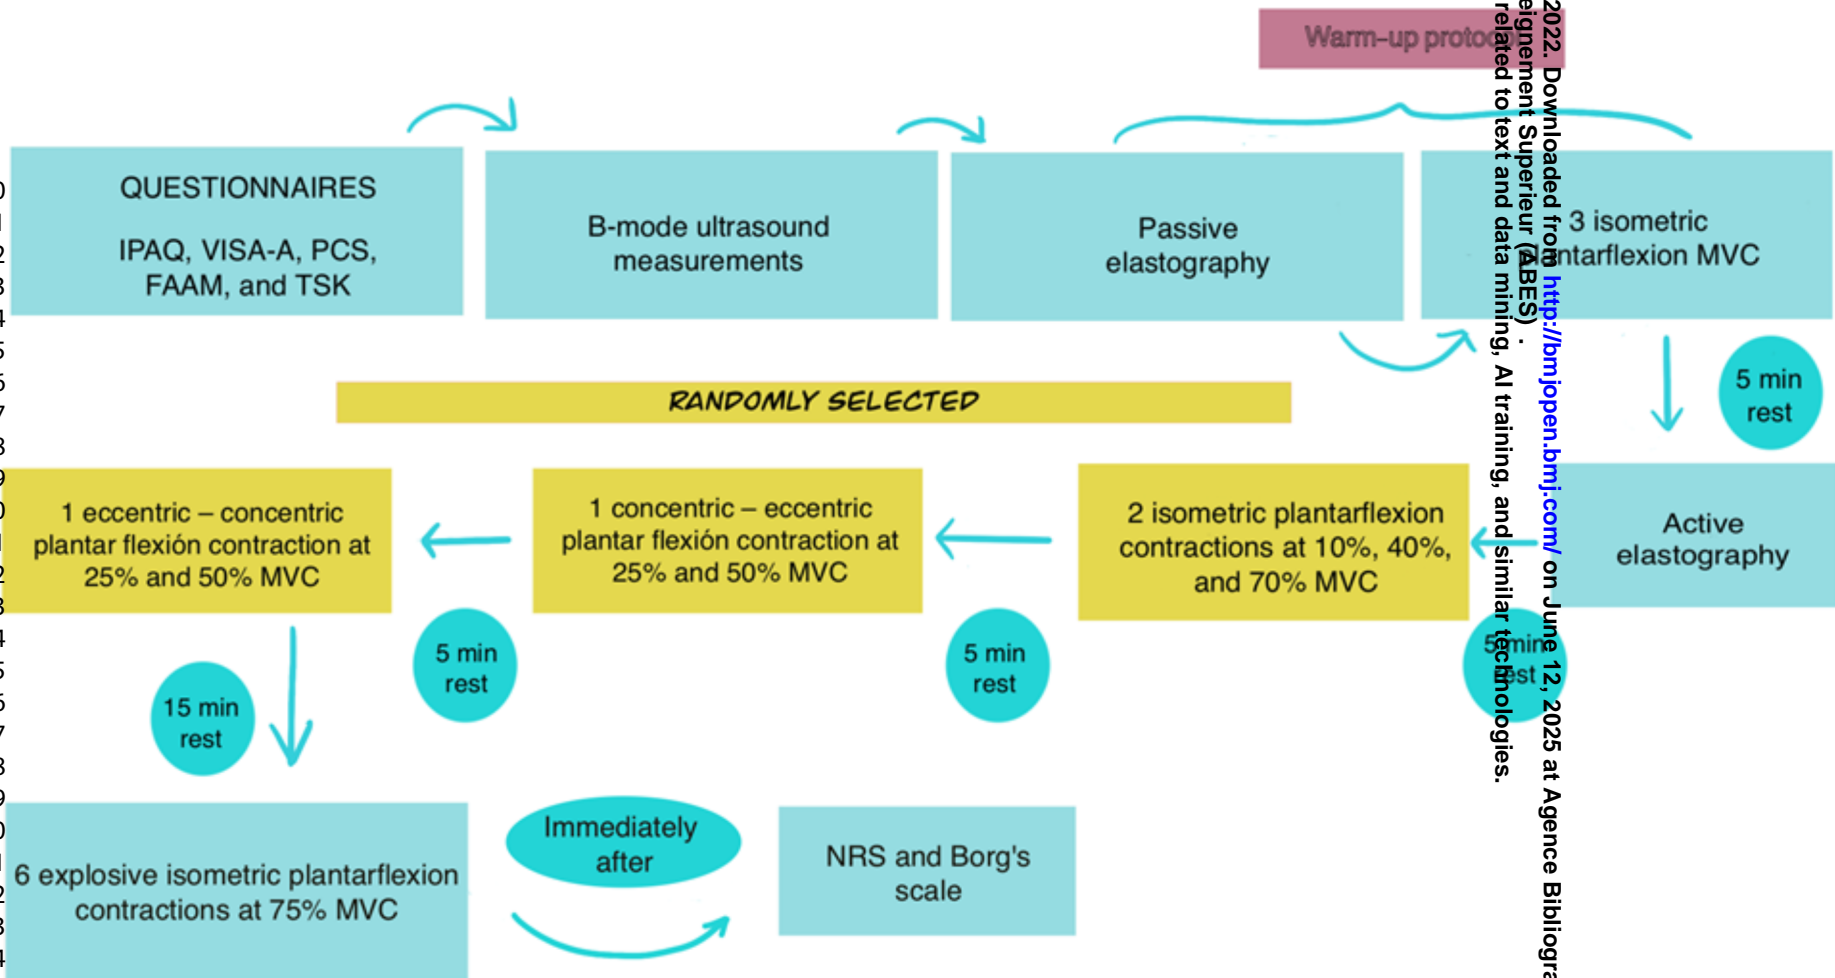 Warm-up protocol
QUESTIONNAIRES
IPAQ, VISA-A, PCS,
FAAM, and TSK
B-mode ultrasound
measurements
Passive
elastography
3 isometric
plantarflexion MVC
5 min
rest
RANDOMLY SELECTED
1 eccentric – concentric
plantar flexión contraction at
25% and 50% MVC
1 concentric – eccentric
plantar flexión contraction at
25% and 50% MVC
2 isometric plantarflexion
contractions at 10%, 40%,
and 70% MVC
Active
elastography
5 min
rest
5 min
rest
5 min
rest
15 min
rest
6 explosive isometric plantarflexion
contractions at 75% MVC
Immediately
after
NRS and Borg's
scale
2022. Downloaded from http://bmjopen.bmj.com/ on June 12, 2025 at Agence Bibliogra
eignement Superieur (ABES) .
related to text and data mining, AI training, and similar technologies.